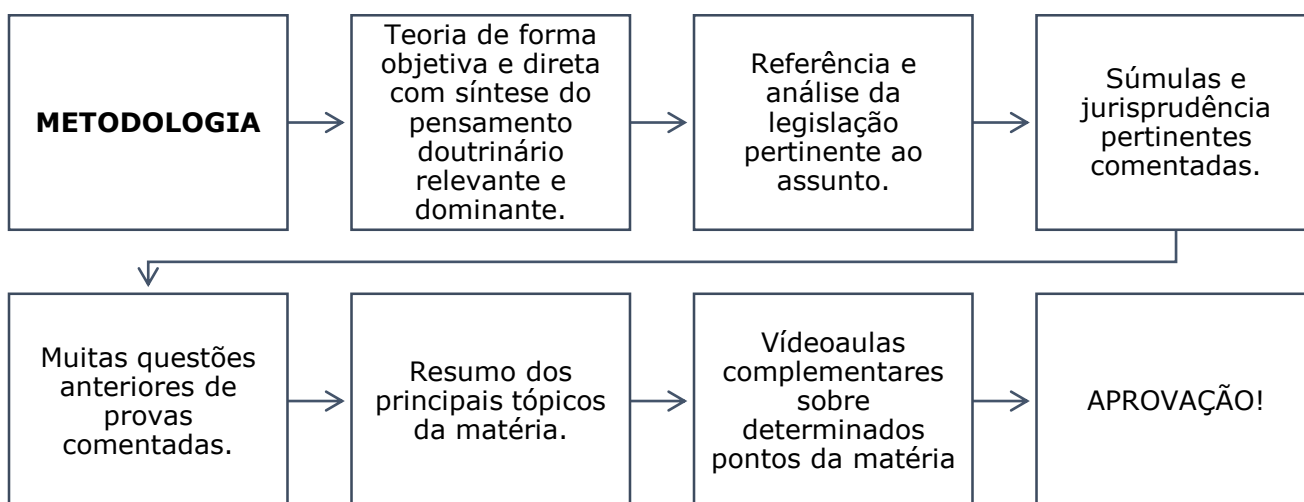 METODOLOGIA
Teoria de forma
objetiva e direta
com síntese do
pensamento
doutrinário
relevante e
dominante.
Referência e
análise da
legislação
pertinente ao
assunto.
Súmulas e
jurisprudência
pertinentes
comentadas.
Muitas questões
anteriores de
provas
comentadas.
Resumo dos
principais tópicos
da matéria.
Vídeoaulas
complementares
sobre
determinados
pontos da matéria
APROVAÇÃO!